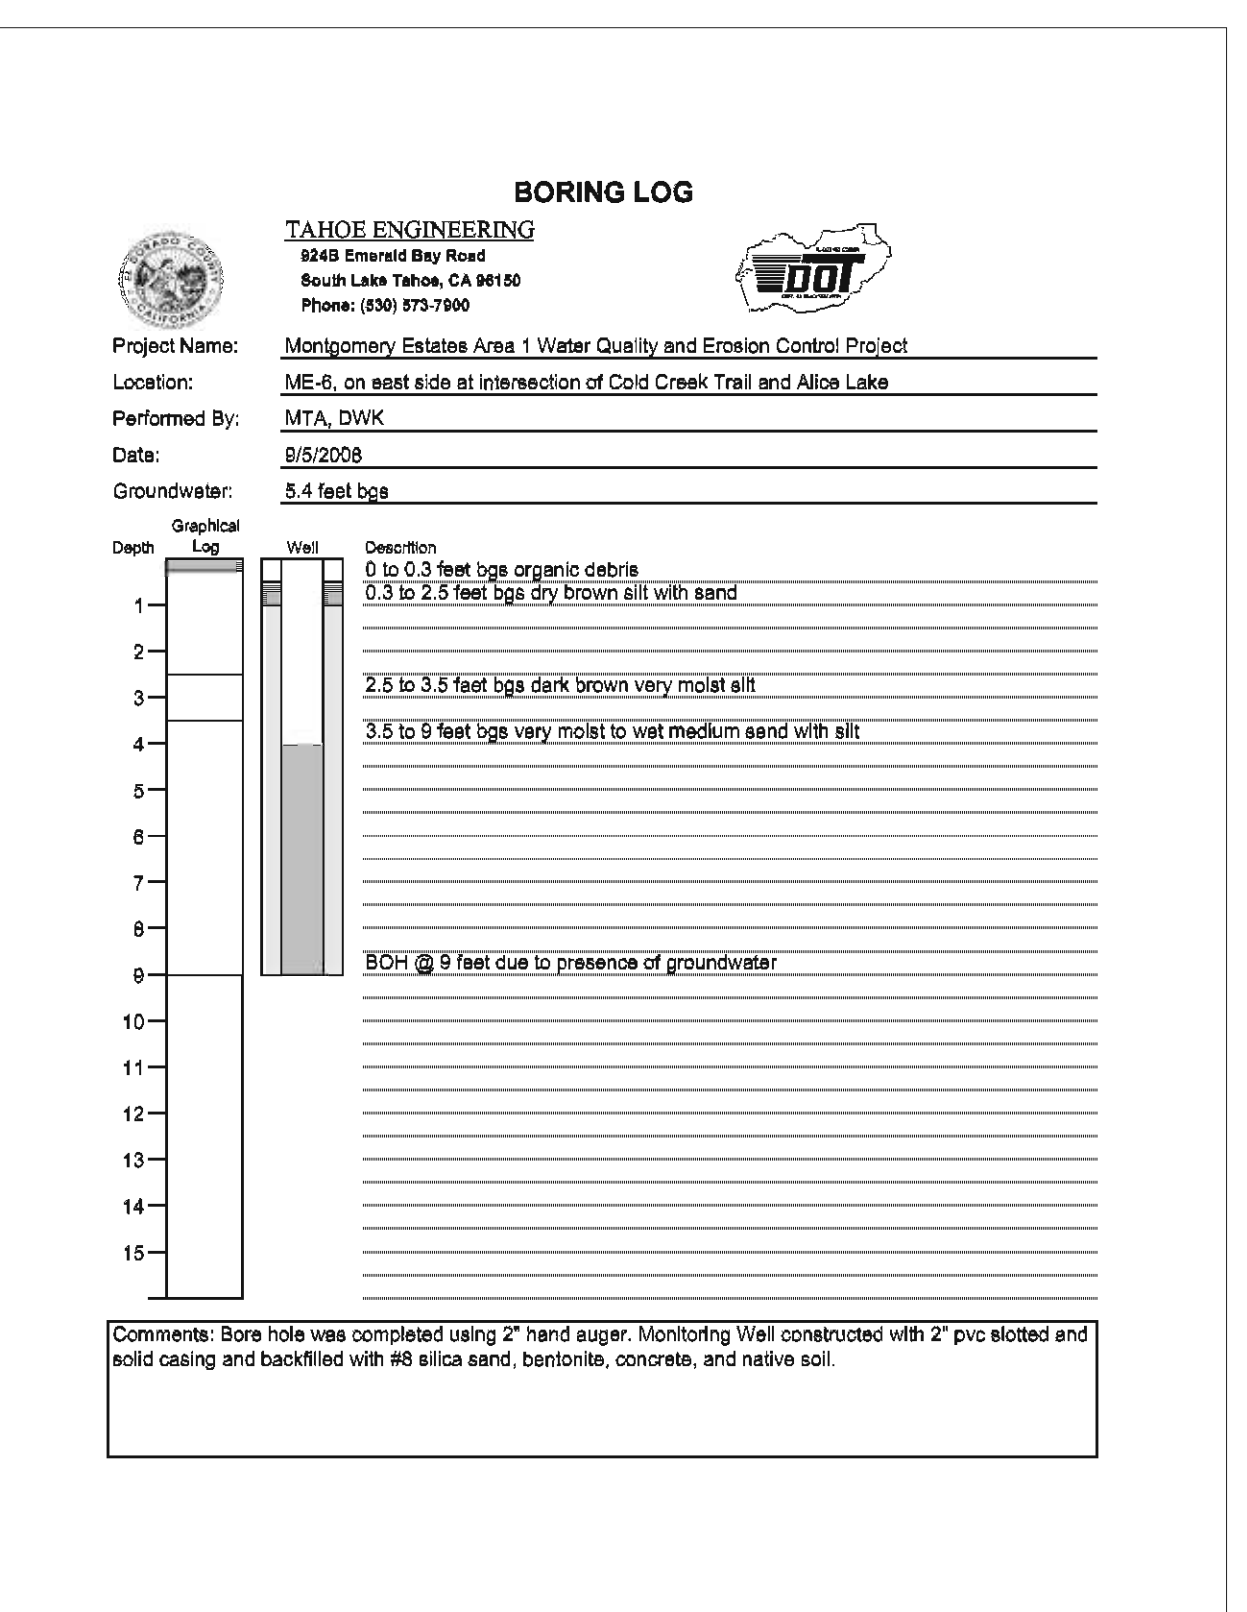 BORING LOG
TAHOE ENGINEERING
924B Emerald Bay Road
South Lake Tahoe, CA 96150
Phone: (530) 573-7900
EL DORADO COUNTY
CALIFORNIA
DOT
Project Name: Montgomery Estates Area 1 Water Quality and Erosion Control Project
Location: ME-6, on east side at intersection of Cold Creek Trail and Alice Lake
Performed By: MTA, DWK
Date: 9/5/2008
Groundwater: 5.4 feet bgs
Graphical
Depth Log Well Descrition
0 to 0.3 feet bgs organic debris
0.3 to 2.5 feet bgs dry brown silt with sand
1
2
2.5 to 3.5 feet bgs dark brown very moist silt
3
3.5 to 9 feet bgs very moist to wet medium sand with silt
4
5
6
7
8
BOH @ 9 feet due to presence of groundwater
9
10
11
12
13
14
15
Comments: Bore hole was completed using 2" hand auger. Monitoring Well constructed with 2" pvc slotted and
solid casing and backfilled with #8 silica sand, bentonite, concrete, and native soil.